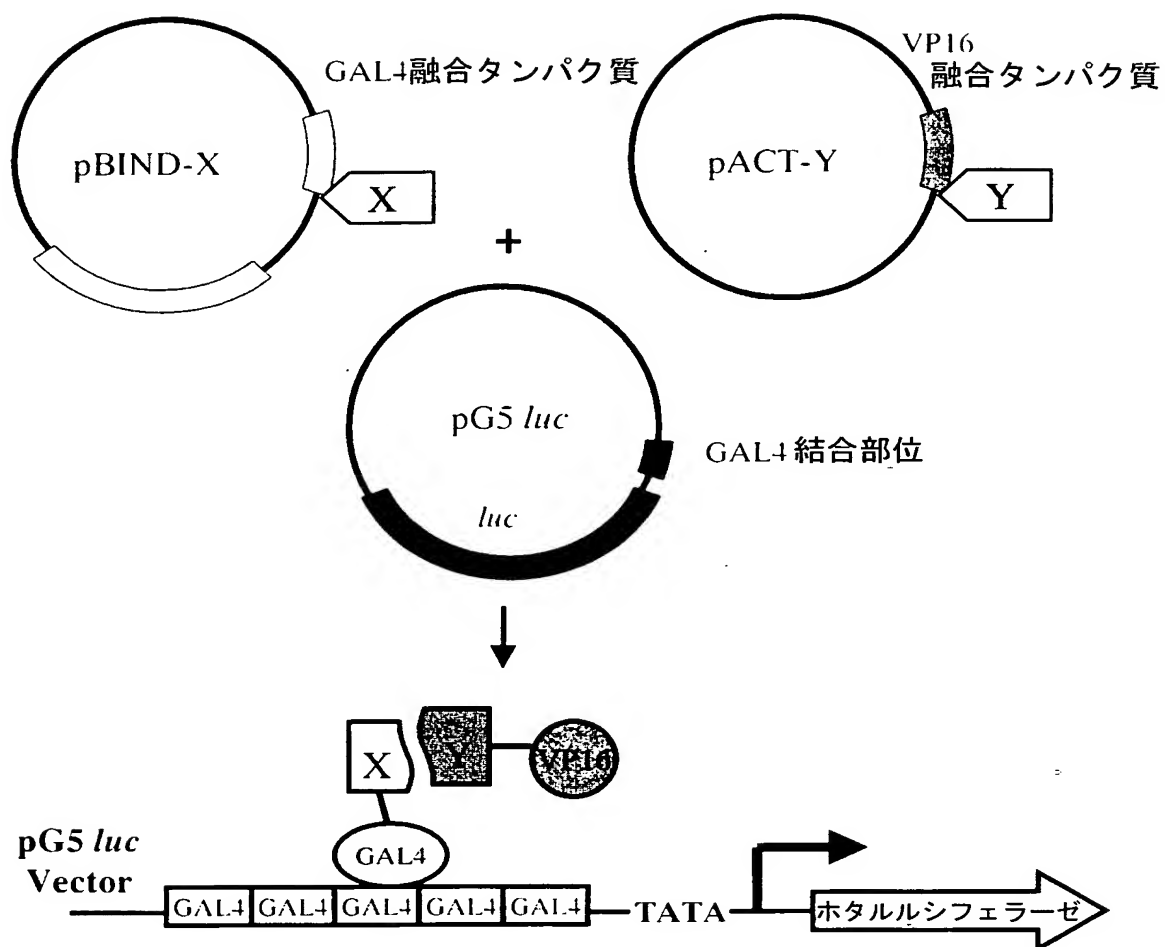 GAL4融合タンパク質
pBIND-X
X
VP16
融合タンパク質
pACT-Y
Y
+
pG5 luc
luc
GAL4結合部位
X
Y
VP16
GAL4
pG5 luc
Vector
GAL4 GAL4 GAL4 GAL4 GAL4
TATA
ホタルルシフェラーゼ